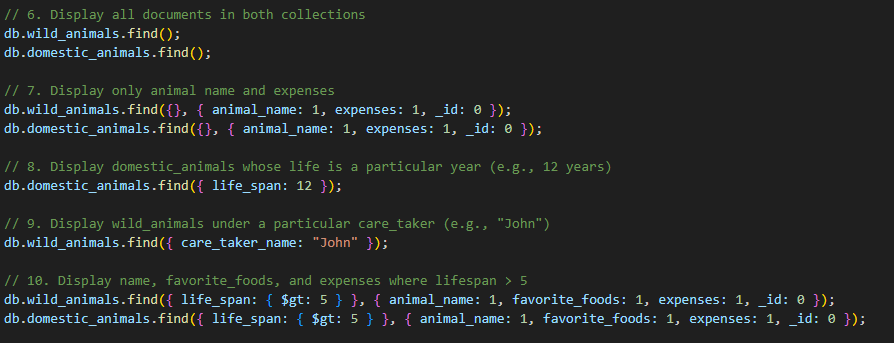 // 6. Display all documents in both collections
db.wild_animals.find();
db.domestic_animals.find();
// 7. Display only animal name and expenses
db.wild_animals.find({}, { animal_name: 1, expenses: 1, _id: 0 });
db.domestic_animals.find({}, { animal_name: 1, expenses: 1, _id: 0 });
// 8. Display domestic_animals whose life is a particular year (e.g., 12 years)
db.domestic_animals.find({ life_span: 12 });
// 9. Display wild_animals under a particular care_taker (e.g., "John")
db.wild_animals.find({ care_taker_name: "John" });
// 10. Display name, favorite_foods, and expenses where lifespan > 5
db.wild_animals.find({ life_span: { $gt: 5 } }, { animal_name: 1, favorite_foods: 1, expenses: 1, _id: 0 });
db.domestic_animals.find({ life_span: { $gt: 5 } }, { animal_name: 1, favorite_foods: 1, expenses: 1, _id: 0 });